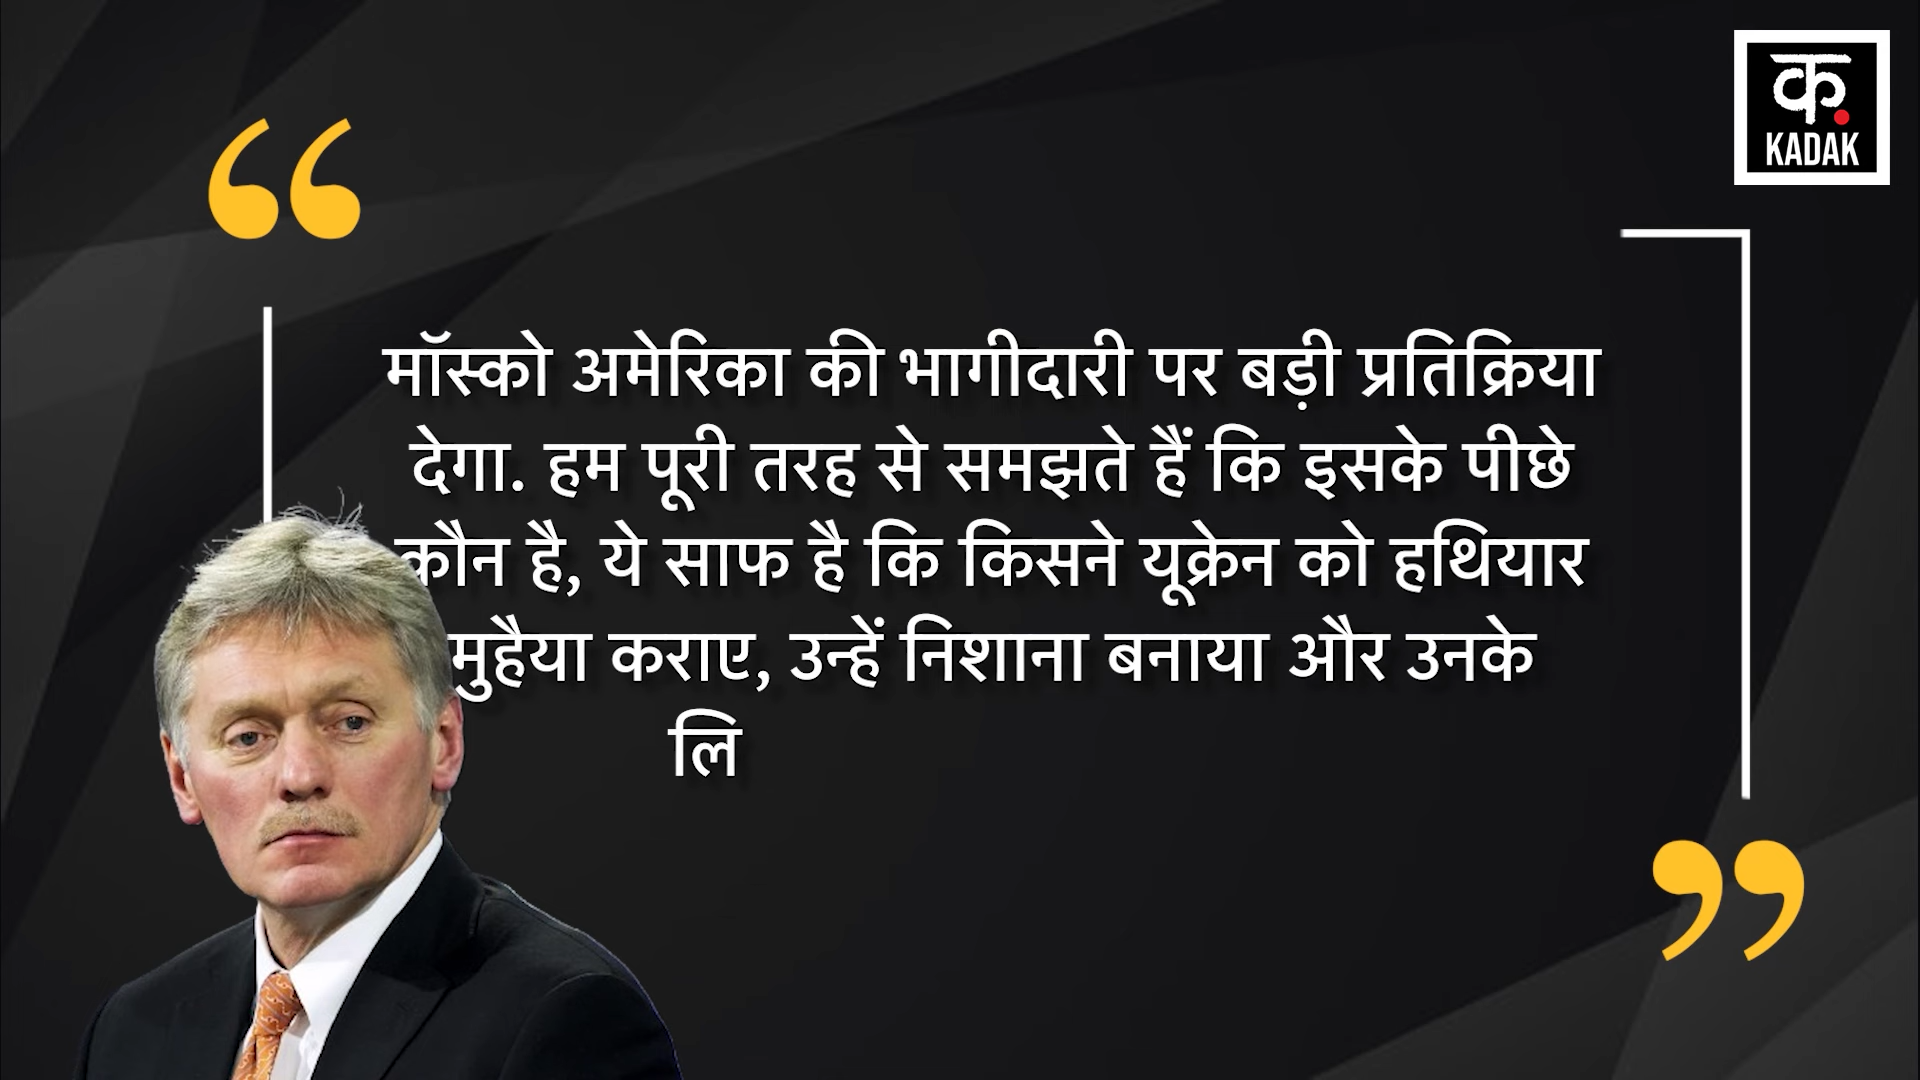 क
KADAK
मॉस्को अमेरिका की भागीदारी पर बड़ी प्रतिक्रिया
देगा. हम पूरी तरह से समझते हैं कि इसके पीछे
कौन है, ये साफ है कि किसने यूक्रेन को हथियार
मुहैया कराए, उन्हें निशाना बनाया और उनके
लि